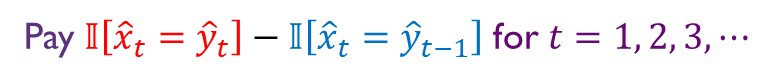 Pay 𝕀[x̂ₜ = ŷₜ] − 𝕀[x̂ₜ = ŷₜ₋₁] for t = 1, 2, 3, ⋯